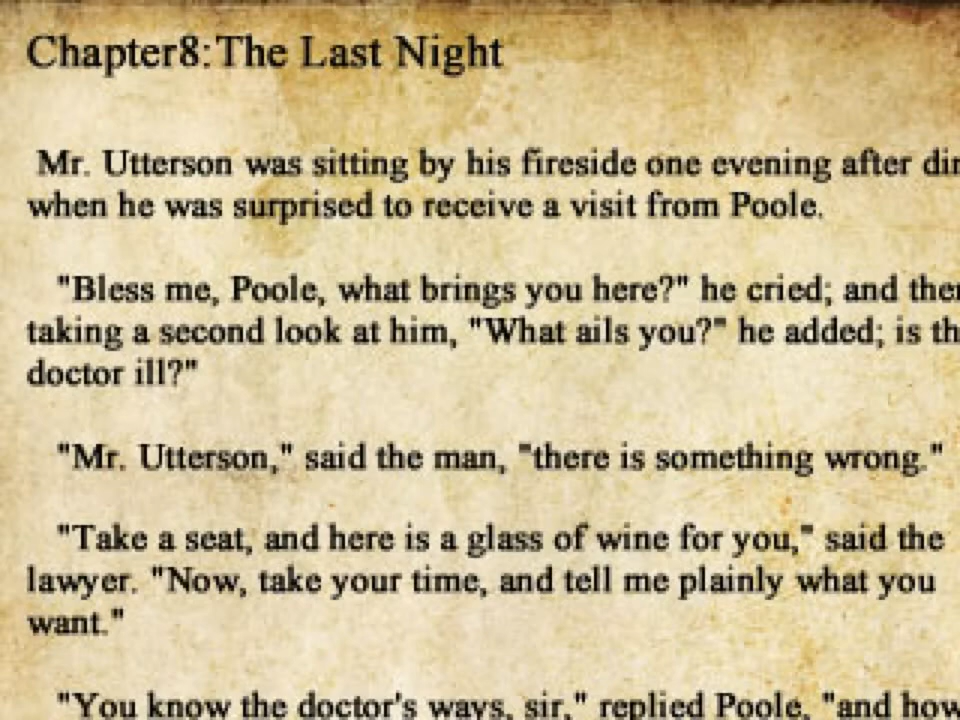 Chapter8:The Last Night
Mr. Utterson was sitting by his fireside one evening after
when he was surprised to receive a visit from Poole.
"Bless me, Poole, what brings you here?" he cried; and
taking a second look at him, "What ails you?" he added; is
doctor ill?"
"Mr. Utterson," said the man, "there is something wrong."
"Take a seat, and here is a glass of wine for you," said the
lawyer. "Now, take your time, and tell me plainly what you
want."
"You know the doctor's ways, sir," replied Poole, "and how